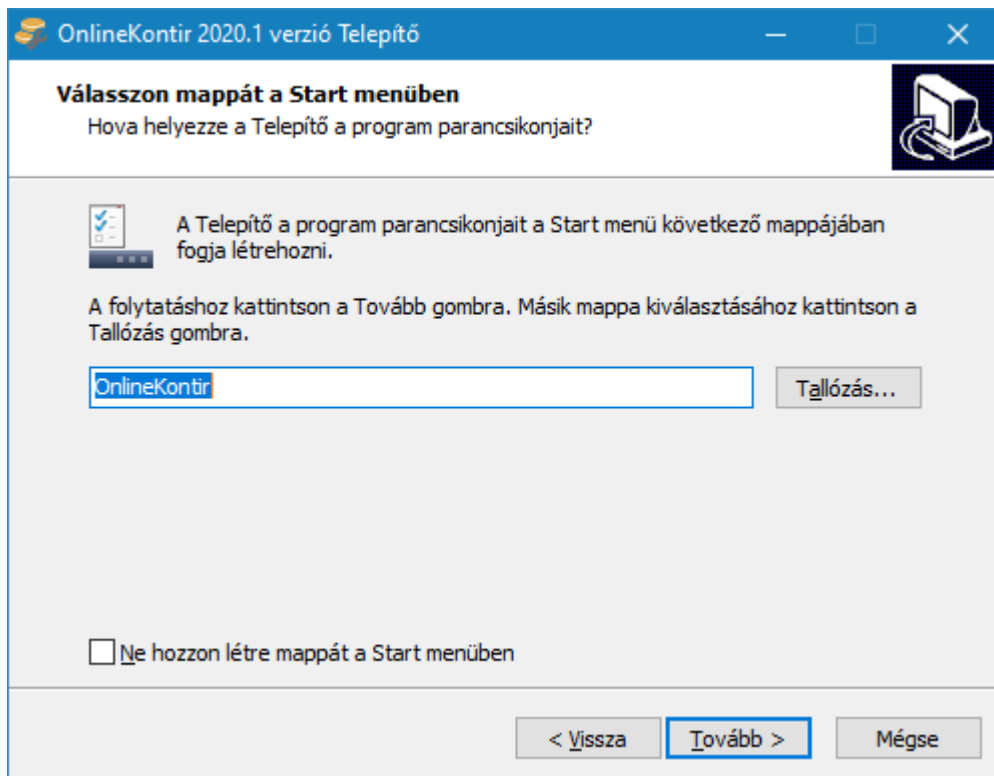 OnlineKontir 2020.1 verzió Telepítő
Válasszon mappát a Start menüben
Hova helyezze a Telepítő a program parancsikonjait?
A Telepítő a program parancsikonjait a Start menü következő mappájában
fogja létrehozni.
A folytatáshoz kattintson a Tovább gombra. Másik mappa kiválasztásához kattintson a
Tallózás gombra.
OnlineKontir
Tallózás...
Ne hozzon létre mappát a Start menüben
< Vissza
Tovább >
Mégse